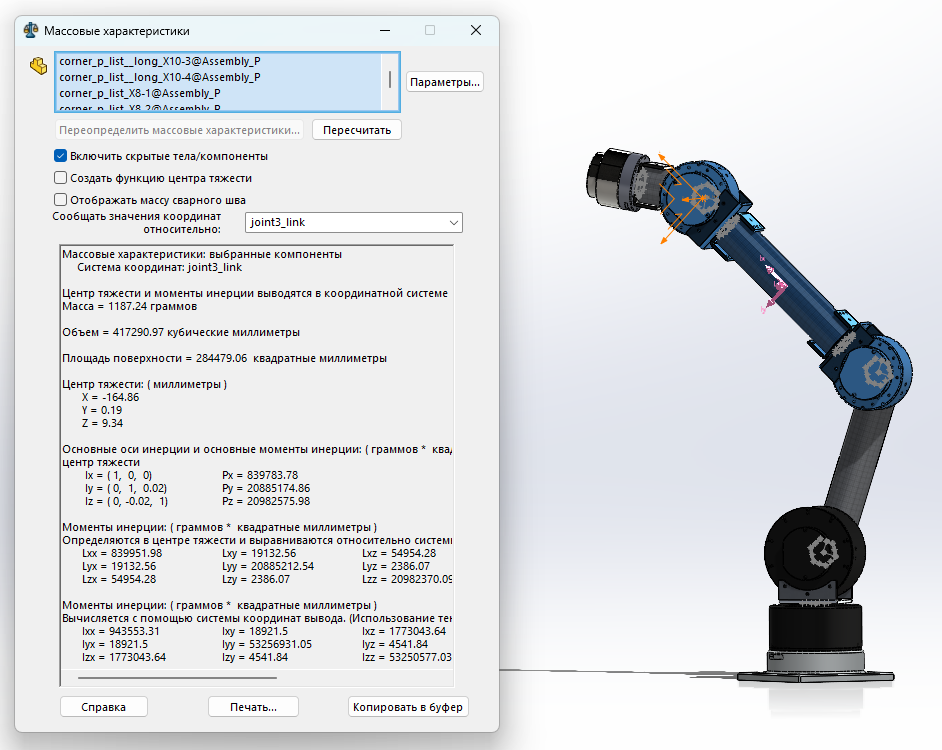 Массовые характеристики
corner_p_list__long_X10-3@Assembly_P
corner_p_list__long_X10-4@Assembly_P
corner_p_list_X8-1@Assembly_P
corner_p_list_X8-2@Assembly_P
Параметры...
Переопределить массовые характеристики...
Пересчитать
Включить скрытые тела/компоненты
Создать функцию центра тяжести
Отображать массу сварного шва
Сообщать значения координат
относительно:
joint3_link
Массовые характеристики: выбранные компоненты
Система координат: joint3_link
Центр тяжести и моменты инерции выводятся в координатной системе
Масса = 1187.24 граммов
Объем = 417290.97 кубические миллиметры
Площадь поверхности = 284479.06 квадратные миллиметры
Центр тяжести: ( миллиметры )
X = -164.86
Y = 0.19
Z = 9.34
Основные оси инерции и основные моменты инерции: ( граммов * квад
центр тяжести
Ix = ( 1, 0, 0) Px = 839783.78
Iy = ( 0, 1, 0.02) Py = 20885174.86
Iz = ( 0, -0.02, 1) Pz = 20982575.98
Моменты инерции: ( граммов * квадратные миллиметры )
Определяются в центре тяжести и выравниваются относительно систем
Lxx = 839951.98 Lxy = 19132.56 Lxz = 54954.28
Lyx = 19132.56 Lyy = 20885212.54 Lyz = 2386.07
Lzx = 54954.28 Lzy = 2386.07 Lzz = 20982370.09
Моменты инерции: ( граммов * квадратные миллиметры )
Вычисляется с помощью системы координат вывода. (Использование те
Ixx = 943553.31 Ixy = 18921.5 Ixz = 1773043.64
Iyx = 18921.5 Iyy = 53256931.05 Iyz = 4541.84
Izx = 1773043.64 Izy = 4541.84 Izz = 53250577.03
Справка
Печать...
Копировать в буфер